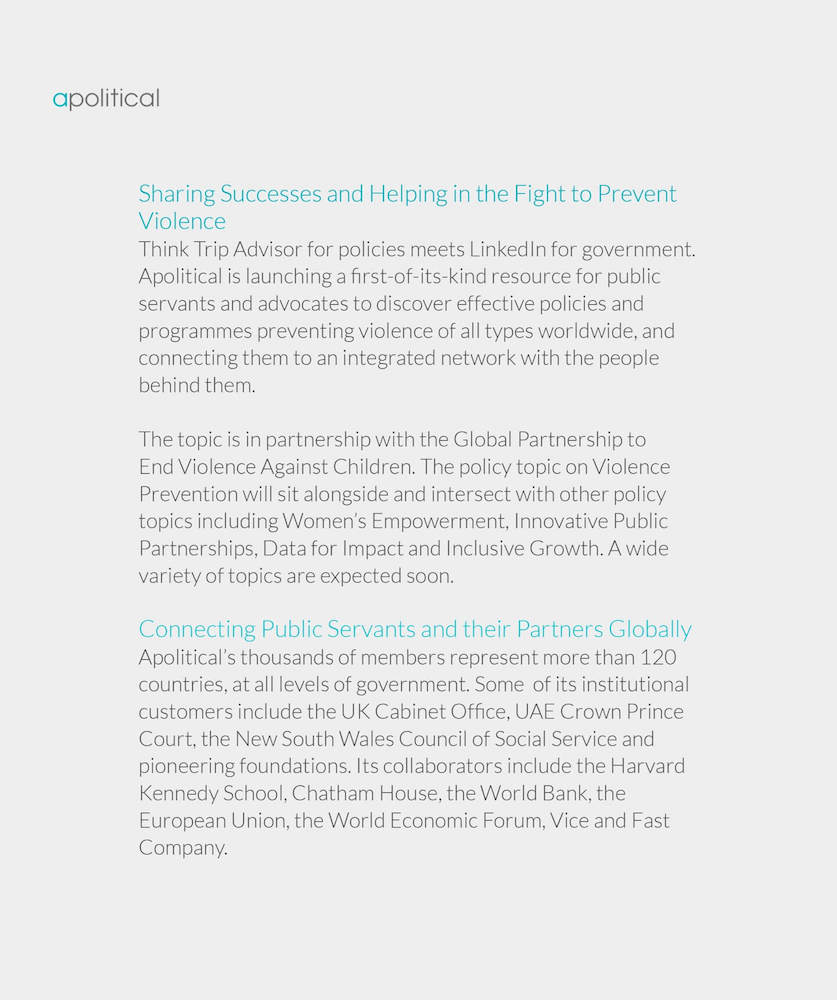 apolitical
Sharing Successes and Helping in the Fight to Prevent
Violence
Think Trip Advisor for policies meets LinkedIn for government.
Apolitical is launching a first-of-its-kind resource for public
servants and advocates to discover effective policies and
programmes preventing violence of all types worldwide, and
connecting them to an integrated network with the people
behind them.
The topic is in partnership with the Global Partnership to
End Violence Against Children. The policy topic on Violence
Prevention will sit alongside and intersect with other policy
topics including Women’s Empowerment, Innovative Public
Partnerships, Data for Impact and Inclusive Growth. A wide
variety of topics are expected soon.
Connecting Public Servants and their Partners Globally
Apolitical’s thousands of members represent more than 120
countries, at all levels of government. Some  of its institutional
customers include the UK Cabinet Office, UAE Crown Prince
Court, the New South Wales Council of Social Service and
pioneering foundations. Its collaborators include the Harvard
Kennedy School, Chatham House, the World Bank, the
European Union, the World Economic Forum, Vice and Fast
Company.